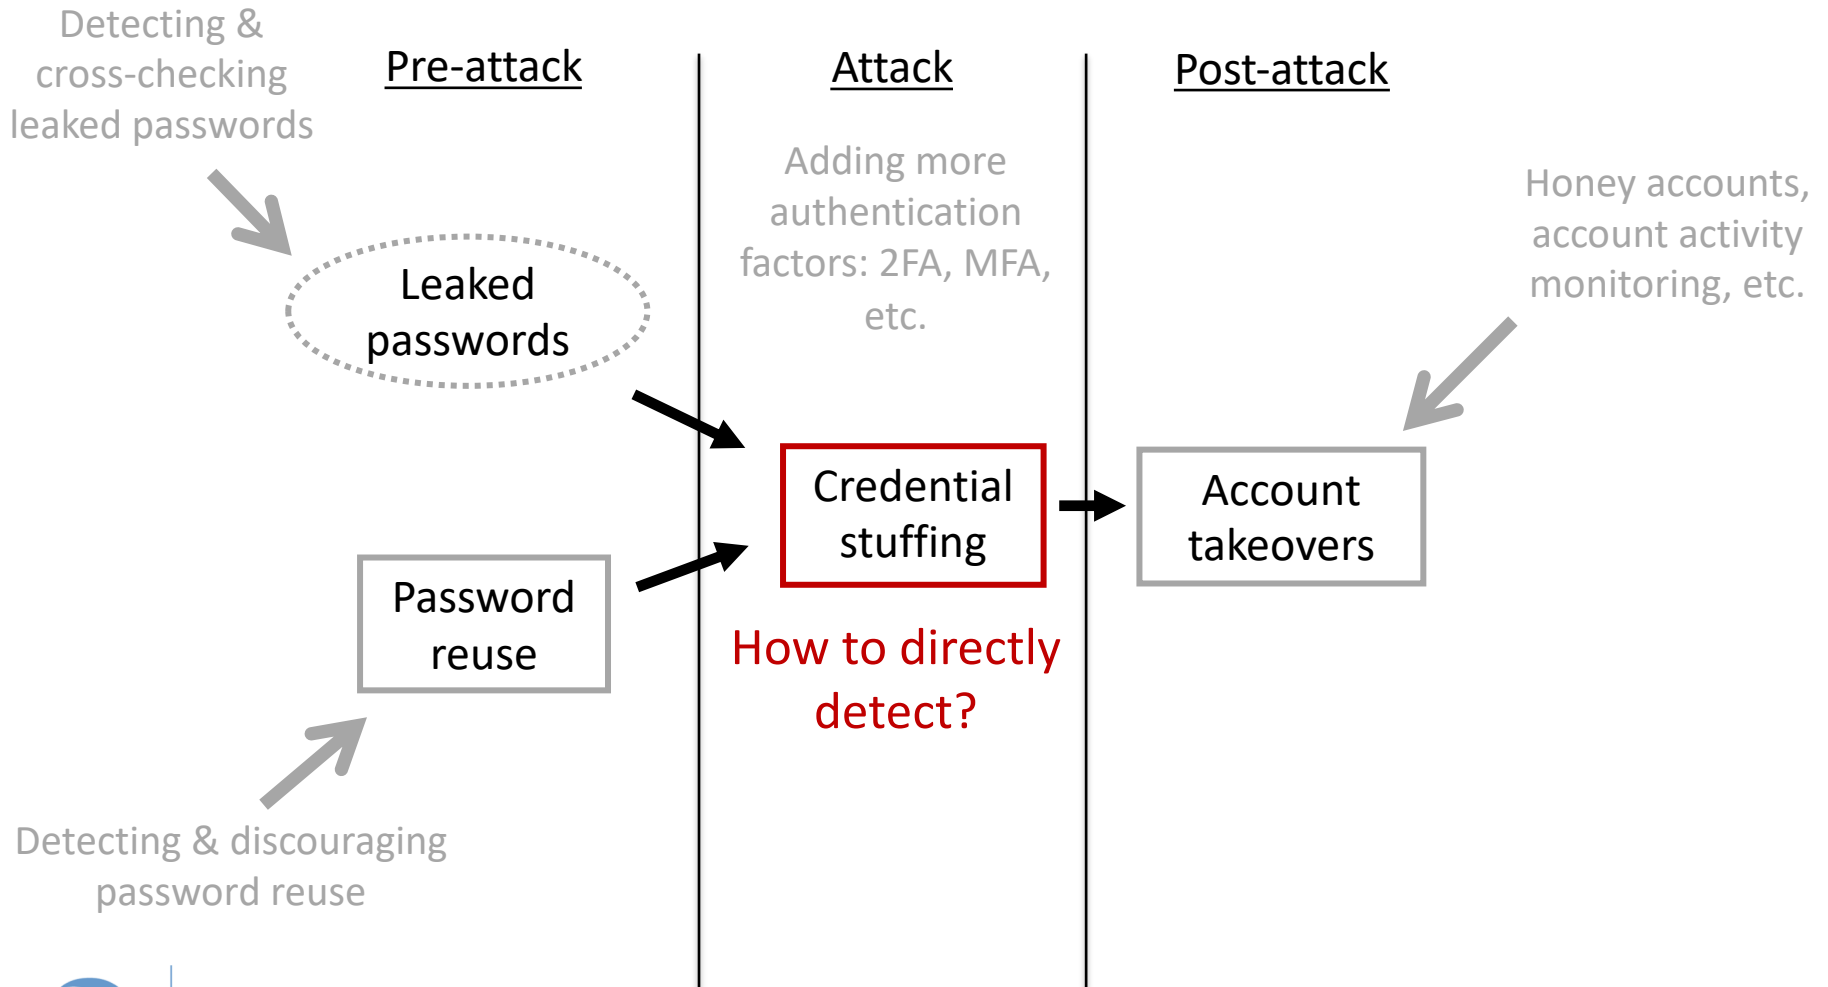 Detecting &
cross-checking
leaked passwords
Pre-attack
Attack
Post-attack
Adding more
authentication
factors: 2FA, MFA,
etc.
Honey accounts,
account activity
monitoring, etc.
Leaked
passwords
Credential
stuffing
Account
takeovers
Password
reuse
How to directly
detect?
Detecting & discouraging
password reuse